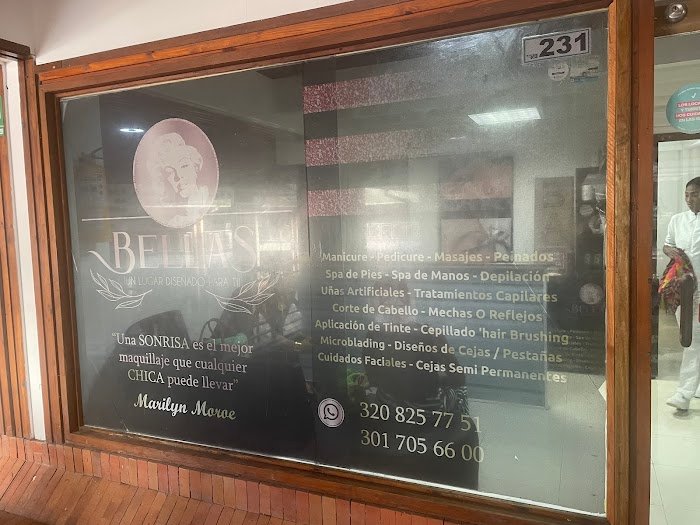 231
BELLA'S
UN LUGAR DISEÑADO PARA TI
"Una SONRISA es el mejor
maquillaje que cualquier
CHICA puede llevar"
Marilyn Moroe
Manicure - Pedicure - Masajes - Peinados
Spa de Pies - Spa de Manos - Depilación
Uñas Artificiales - Tratamientos Capilares
Corte de Cabello - Mechas O Reflejos
Aplicación de Tinte - Cepillado 'hair Brushing
Microblading - Diseños de Cejas / Pestañas
Cuidados Faciales - Cejas Semi Permanentes
320 825 77 51
301 705 66 00
LOS LOC